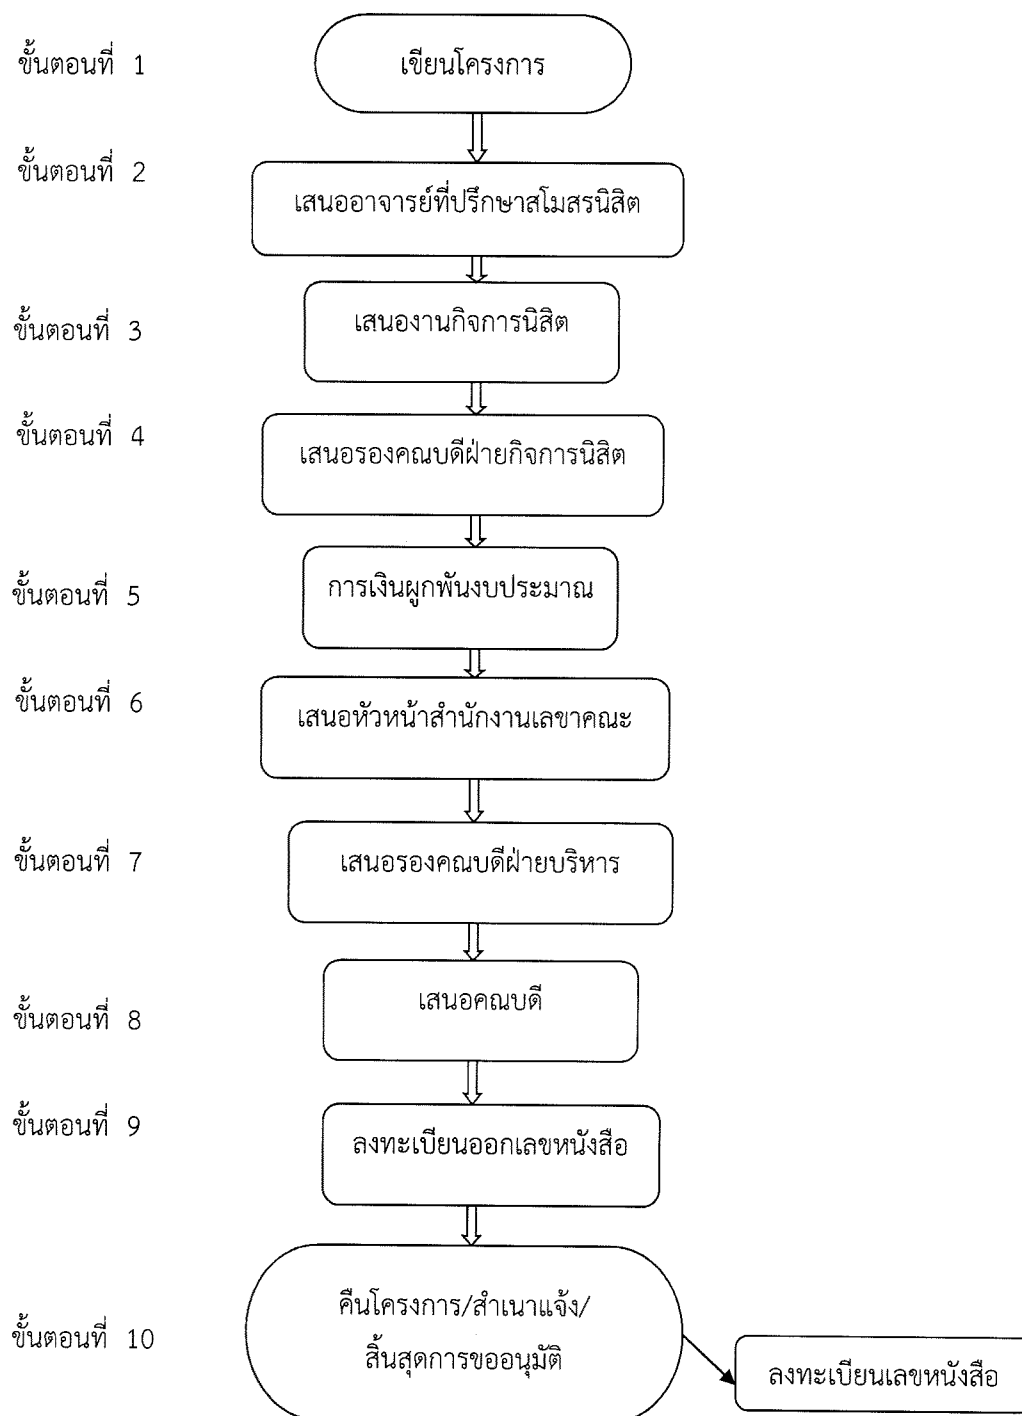 ขั้นตอนที่ 1
เขียนโครงการ
ขั้นตอนที่ 2
เสนออาจารย์ที่ปรึกษาสโมสรนิสิต
ขั้นตอนที่ 3
เสนองานกิจการนิสิต
ขั้นตอนที่ 4
เสนอรองคณบดีฝ่ายกิจการนิสิต
ขั้นตอนที่ 5
การเงินผูกพันงบประมาณ
ขั้นตอนที่ 6
เสนอหัวหน้าสำนักงานเลขาคณะ
ขั้นตอนที่ 7
เสนอรองคณบดีฝ่ายบริหาร
ขั้นตอนที่ 8
เสนอคณบดี
ขั้นตอนที่ 9
ลงทะเบียนออกเลขหนังสือ
ขั้นตอนที่ 10
คืนโครงการ/สำเนาแจ้ง/
สิ้นสุดการขออนุมัติ
ลงทะเบียนเลขหนังสือ